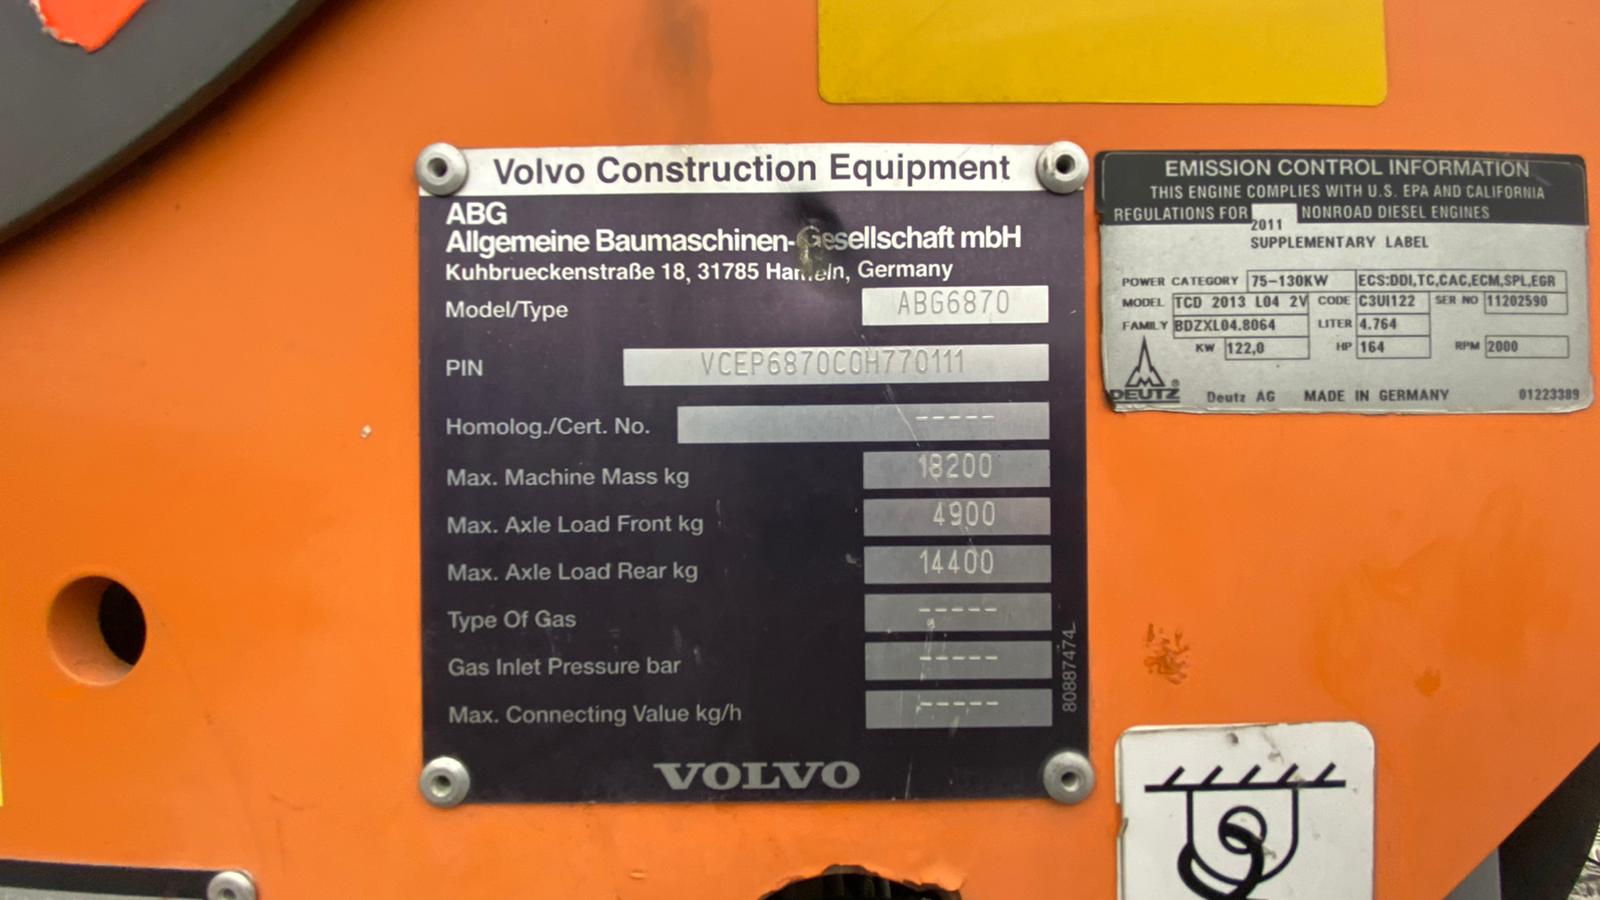 Volvo Construction Equipment
ABG
Allgemeine Baumaschinen-Gesellschaft mbH
Kuhbrueckenstraße 18, 31785 Hameln, Germany
Model/Type ABG6870
PIN VCEP6870C0H770111
Homolog./Cert. No. -----
Max. Machine Mass kg 18200
Max. Axle Load Front kg 4900
Max. Axle Load Rear kg 14400
Type Of Gas -----
Gas Inlet Pressure bar -----
Max. Connecting Value kg/h -----
80887474
VOLVO
EMISSION CONTROL INFORMATION
THIS ENGINE COMPLIES WITH U.S. EPA AND CALIFORNIA
REGULATIONS FOR 2011 NONROAD DIESEL ENGINES
SUPPLEMENTARY LABEL
POWER CATEGORY 75-130KW ECS:DDI,TC,CAC,ECM,SPL,EGR
MODEL TCD 2013 L04 2V CODE C3UI122 SER NO 11202590
FAMILY BDZXL04.8064 LITER 4.764
KW 122,0 HP 164 RPM 2000
DEUTZ® Deutz AG MADE IN GERMANY 01223389